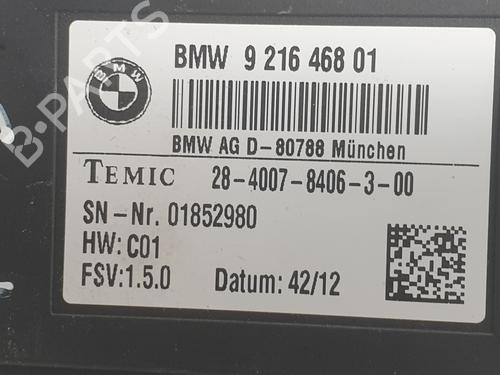 BMW 9 216 468 01
BMW
BMW AG D-80788 München
TEMIC 28-4007-8406-3-00
SN-Nr. 01852980
HW: C01
FSV:1.5.0 Datum: 42/12
B-PARTS